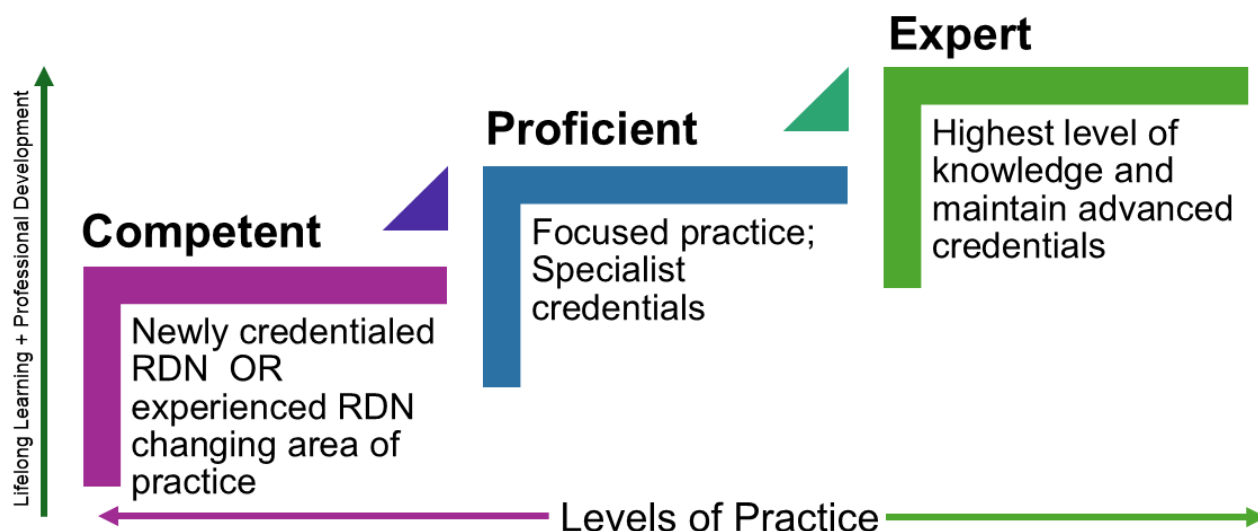 Expert
Highest level of
knowledge and
maintain advanced
credentials
Proficient
Focused practice;
Specialist
credentials
Competent
Newly credentialed
RDN  OR
experienced RDN
changing area of
practice
Lifelong Learning + Professional Development
Levels of Practice